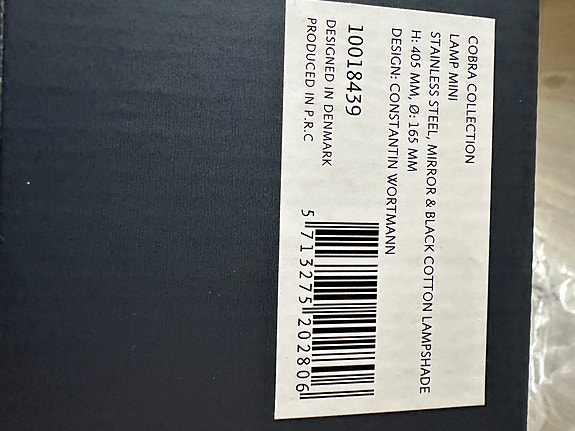 COBRA COLLECTION
LAMP MINI
STAINLESS STEEL, MIRROR & BLACK COTTON LAMPSHADE
H: 405 MM, Ø: 165 MM
DESIGN: CONSTANTIN WORTMANN
10018439
DESIGNED IN DENMARK
PRODUCED IN P.R.C
5 713275 202806